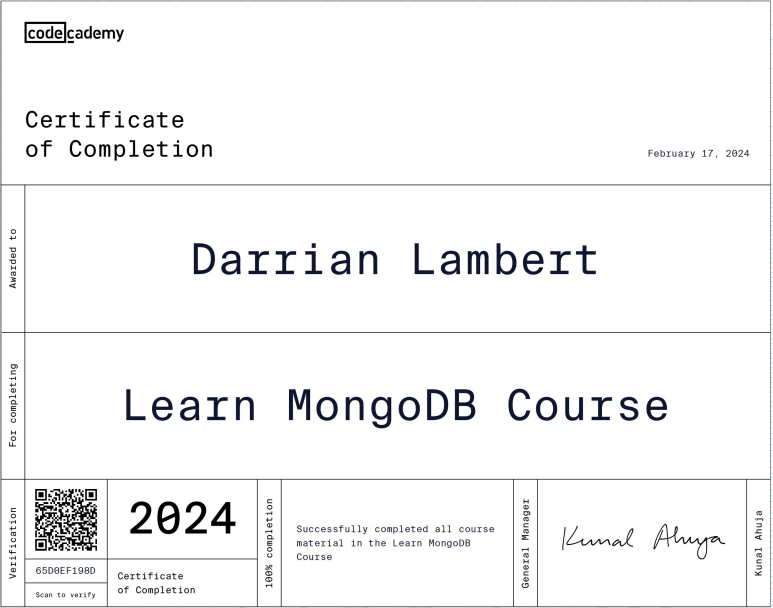 codecademy
Certificate
of Completion
February 17, 2024
Awarded to
Darrian Lambert
For completing
Learn MongoDB Course
Verification
65D0EF198D
Scan to verify
2024
Certificate
of Completion
100% completion
Successfully completed all course
material in the Learn MongoDB
Course
General Manager
Kunal Ahuja
Kunal Ahuja